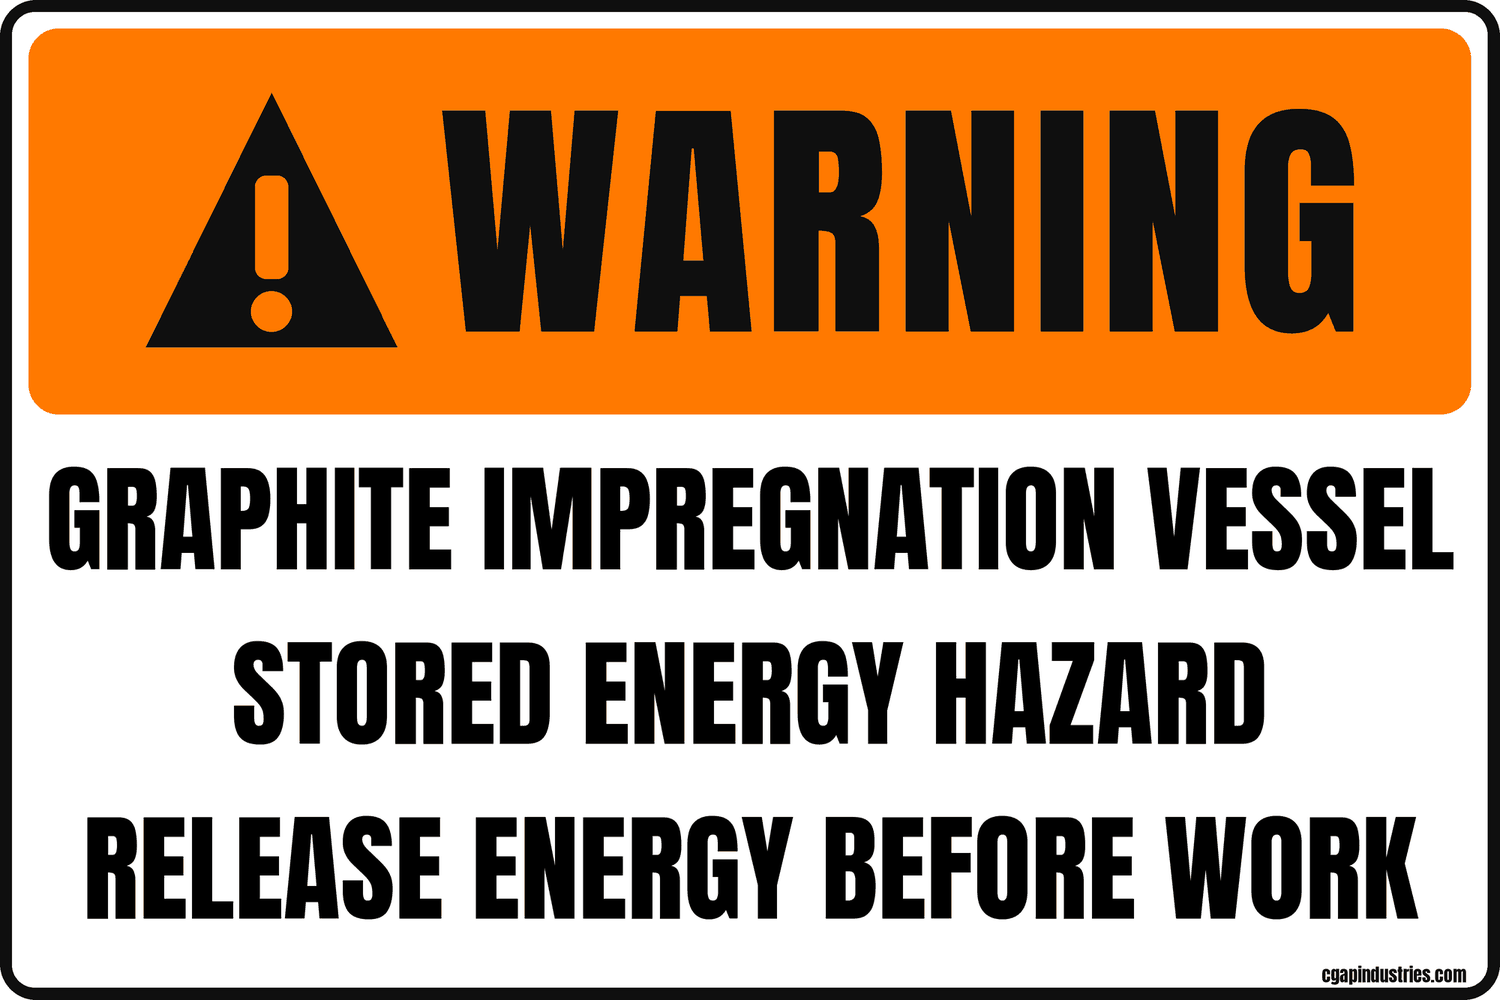 WARNING
GRAPHITE IMPREGNATION VESSEL
STORED ENERGY HAZARD
RELEASE ENERGY BEFORE WORK
cgapindustries.com